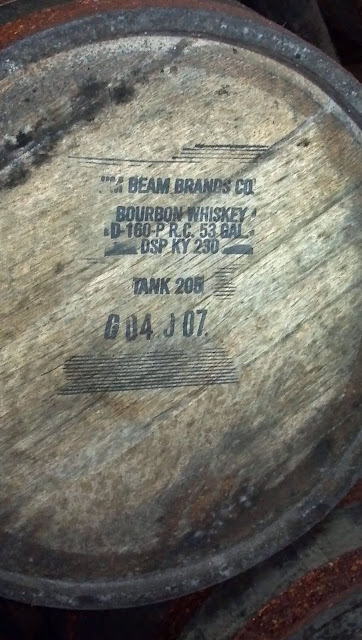 BEAM BRANDS CO.
BOURBON WHISKEY
D-160-P R.C. 53 GAL.
DSP KY 230
TANK 205
G 04 J 07.